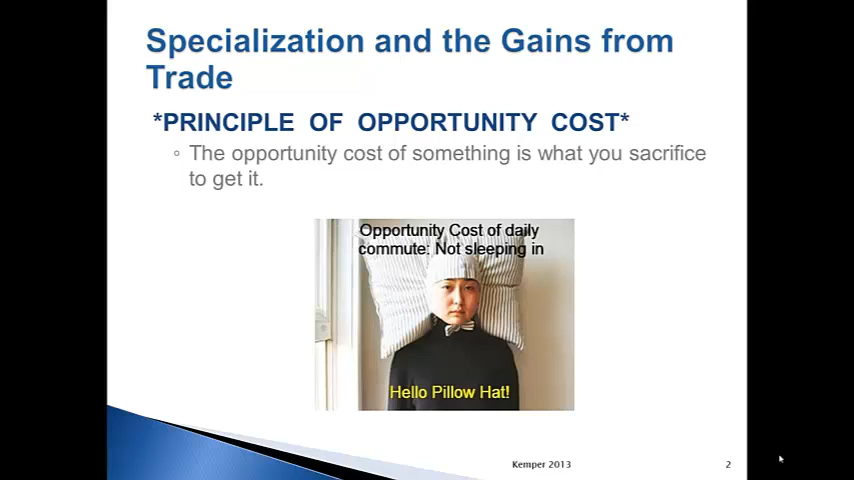 Specialization and the Gains from
Trade
*PRINCIPLE OF OPPORTUNITY COST*
◦ The opportunity cost of something is what you sacrifice
to get it.
Opportunity Cost of daily
commute: Not sleeping in
Hello Pillow Hat!
Kemper 2013
2